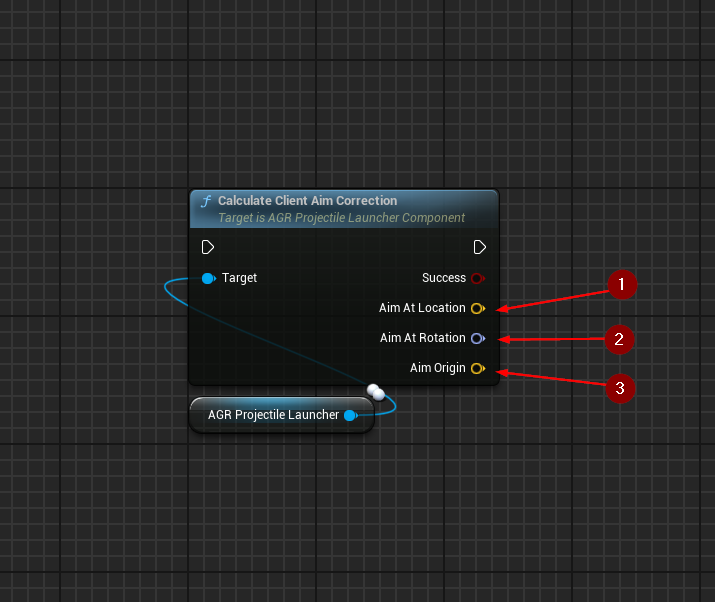 Calculate Client Aim Correction
Target is AGR Projectile Launcher Component
Target
Success
Aim At Location
1
Aim At Rotation
2
Aim Origin
3
AGR Projectile Launcher